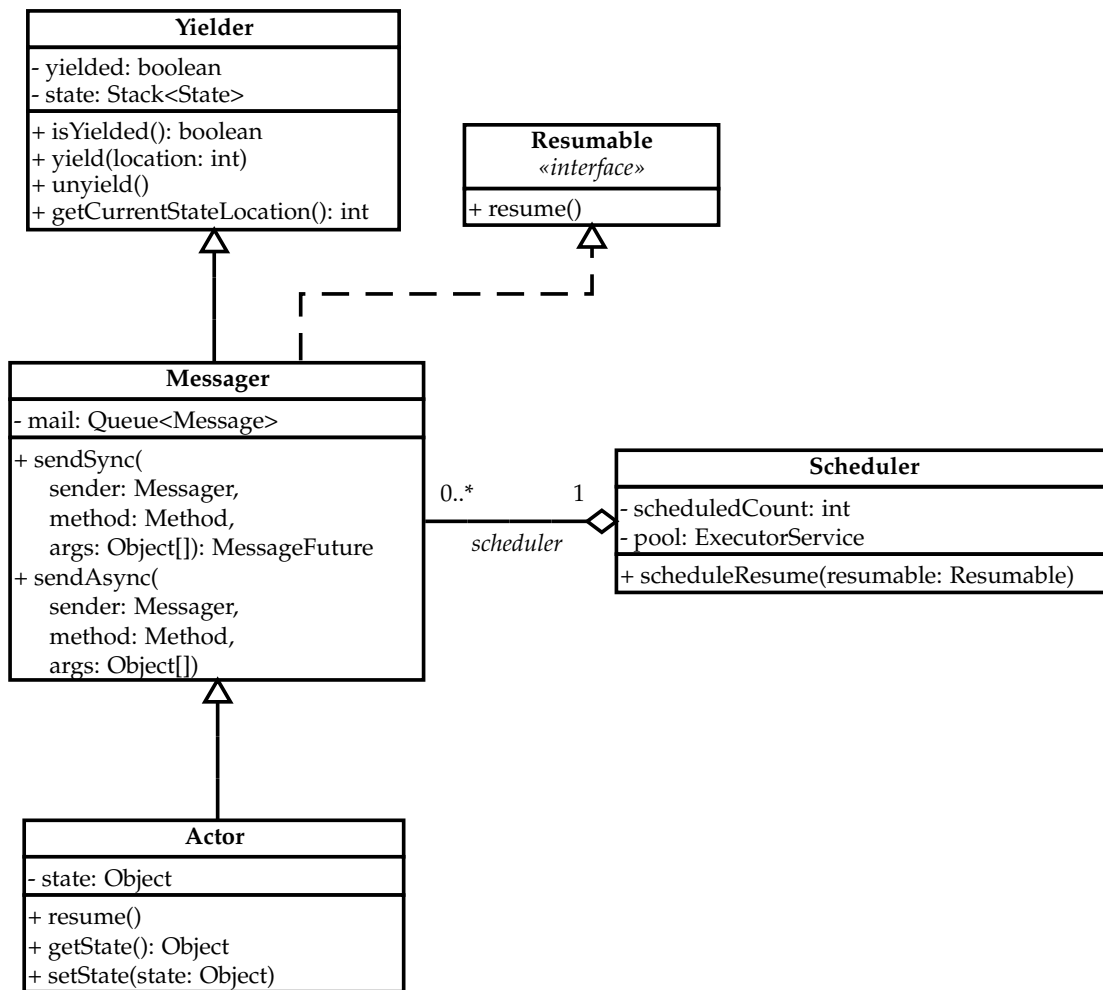 Yielder
- yielded: boolean
- state: Stack<State>
+ isYielded(): boolean
+ yield(location: int)
+ unyield()
+ getCurrentStateLocation(): int
Resumable
«interface»
+ resume()
Messager
- mail: Queue<Message>
+ sendSync(
sender: Messager,
method: Method,
args: Object[]): MessageFuture
+ sendAsync(
sender: Messager,
method: Method,
args: Object[])
0..*
1
scheduler
Scheduler
- scheduledCount: int
- pool: ExecutorService
+ scheduleResume(resumable: Resumable)
Actor
- state: Object
+ resume()
+ getState(): Object
+ setState(state: Object)